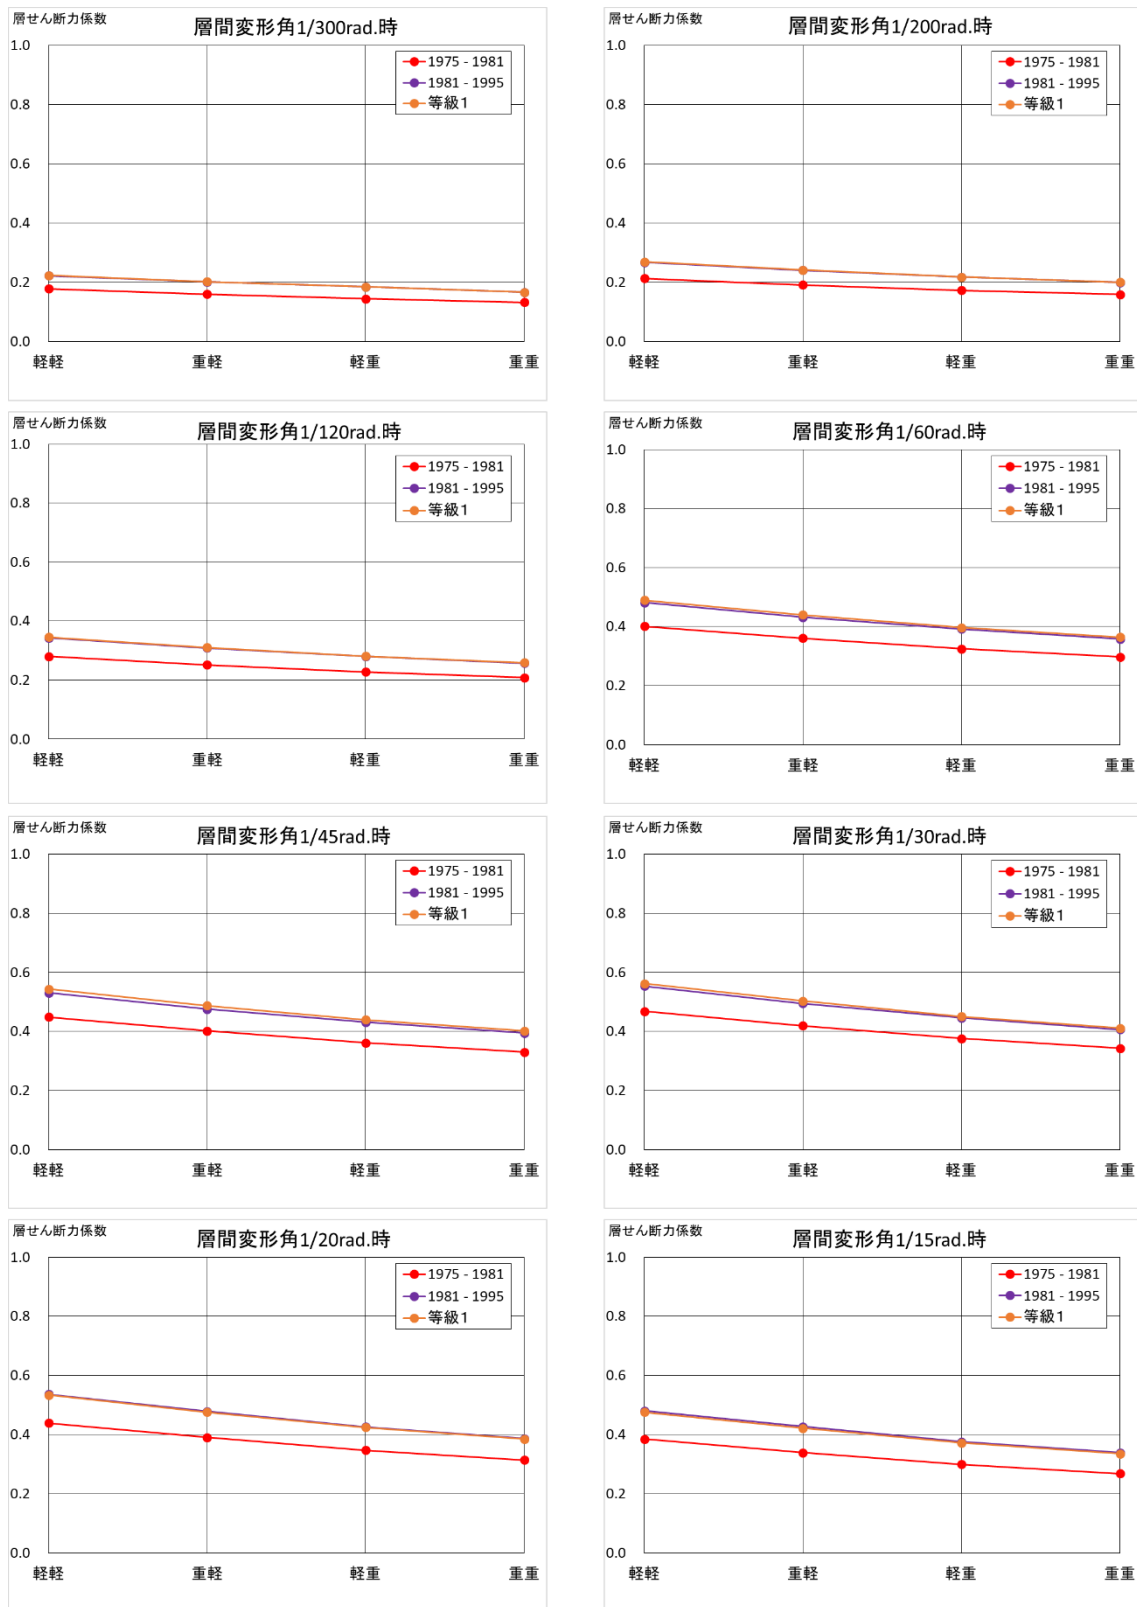 層せん断力係数
層間変形角1/300rad.時
1.0
0.8
0.6
0.4
0.2
0.0
1975 - 1981
1981 - 1995
等級1
軽軽 重軽 軽重 重重
層せん断力係数
層間変形角1/200rad.時
1.0
0.8
0.6
0.4
0.2
0.0
1975 - 1981
1981 - 1995
等級1
軽軽 重軽 軽重 重重
層せん断力係数
層間変形角1/120rad.時
1.0
0.8
0.6
0.4
0.2
0.0
1975 - 1981
1981 - 1995
等級1
軽軽 重軽 軽重 重重
層せん断力係数
層間変形角1/60rad.時
1.0
0.8
0.6
0.4
0.2
0.0
1975 - 1981
1981 - 1995
等級1
軽軽 重軽 軽重 重重
層せん断力係数
層間変形角1/45rad.時
1.0
0.8
0.6
0.4
0.2
0.0
1975 - 1981
1981 - 1995
等級1
軽軽 重軽 軽重 重重
層せん断力係数
層間変形角1/30rad.時
1.0
0.8
0.6
0.4
0.2
0.0
1975 - 1981
1981 - 1995
等級1
軽軽 重軽 軽重 重重
層せん断力係数
層間変形角1/20rad.時
1.0
0.8
0.6
0.4
0.2
0.0
1975 - 1981
1981 - 1995
等級1
軽軽 重軽 軽重 重重
層せん断力係数
層間変形角1/15rad.時
1.0
0.8
0.6
0.4
0.2
0.0
1975 - 1981
1981 - 1995
等級1
軽軽 重軽 軽重 重重